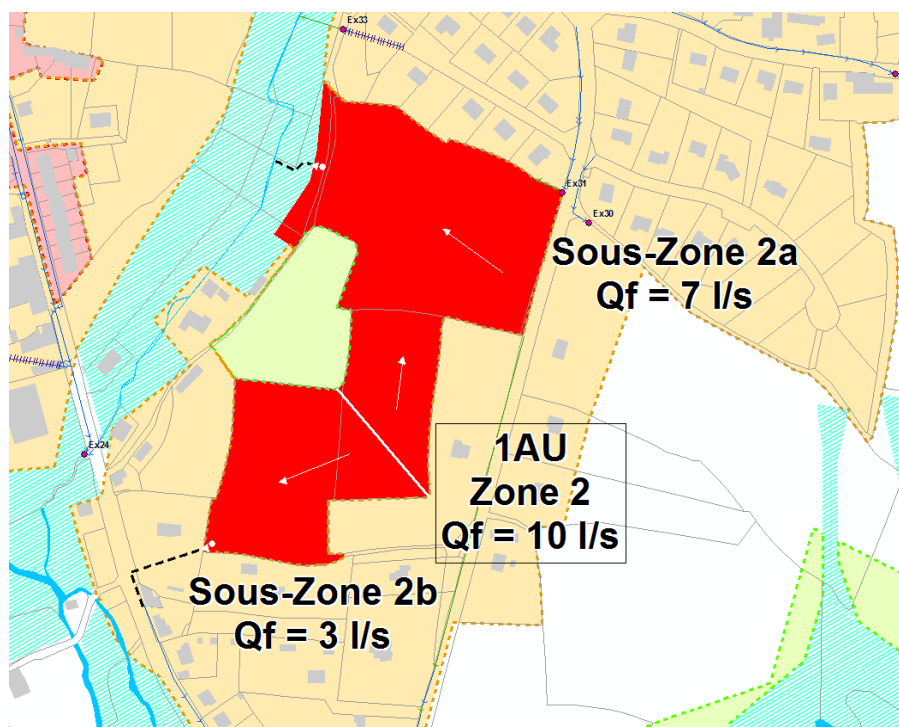 Ex33
Ex31
Ex30
Sous-Zone 2a
Qf = 7 l/s
Ex24
1AU
Zone 2
Qf = 10 l/s
Sous-Zone 2b
Qf = 3 l/s